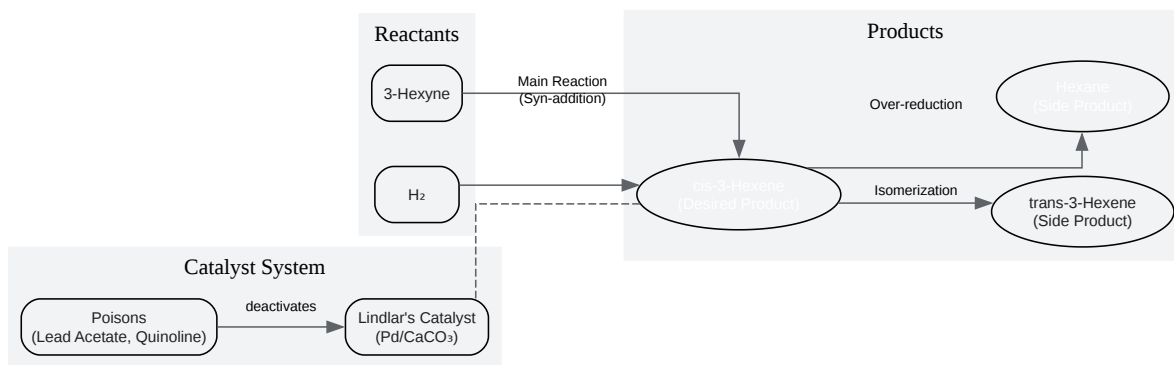 Reactants
3-Hexyne
H₂
Main Reaction
(Syn-addition)
Products
Hexane
(Side Product)
Over-reduction
cis-3-Hexene
(Desired Product)
Isomerization
trans-3-Hexene
(Side Product)
Catalyst System
Poisons
(Lead Acetate, Quinoline)
deactivates
Lindlar's Catalyst
(Pd/CaCO₃)